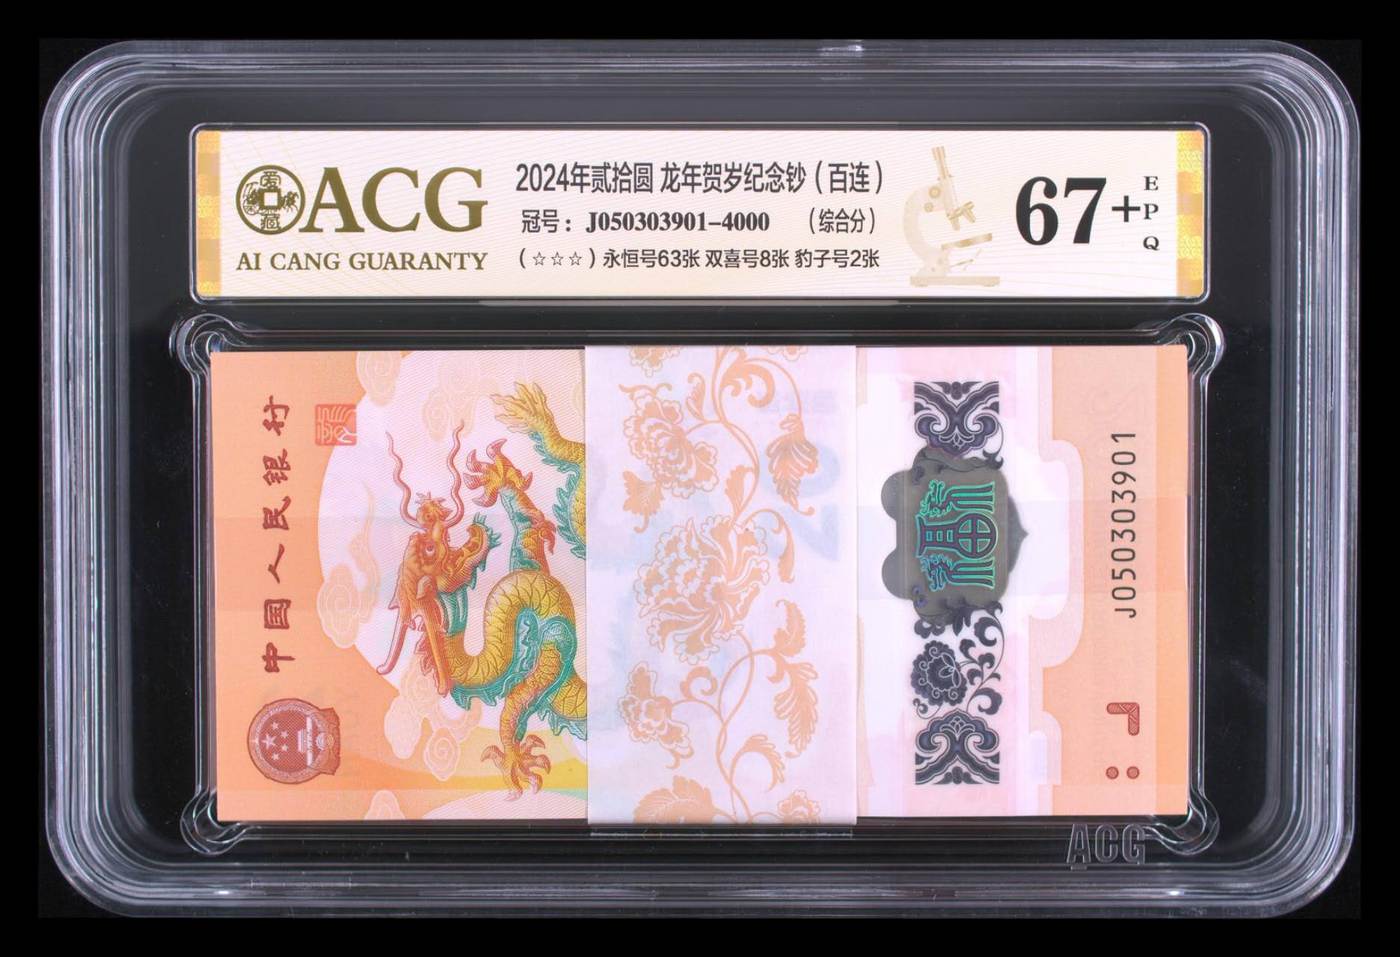 爱
藏
ACG
AI CANG GUARANTY
2024年贰拾圆 龙年贺岁纪念钞（百连）
冠号：J050303901-4000 （综合分）
（☆☆☆）永恒号63张 双喜号8张 豹子号2张
67+
E
P
Q
中国人民银行
J050303901
ACG